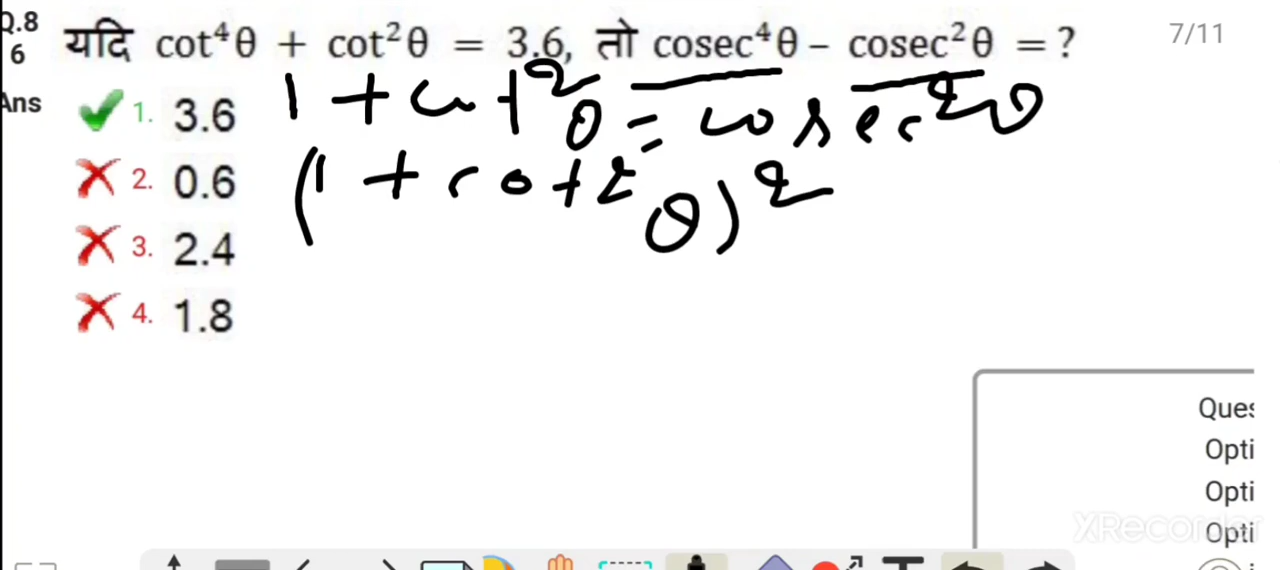 Q.8 यदि cot⁴θ + cot²θ = 3.6, तो cosec⁴θ – cosec²θ = ? 7/11
6
Ans 1. 3.6 1 + cot²θ = cosec²θ
2. 0.6 (1 + cot²θ)²
3. 2.4
4. 1.8
Ques
Opti
Opti
Opti
XRecorder